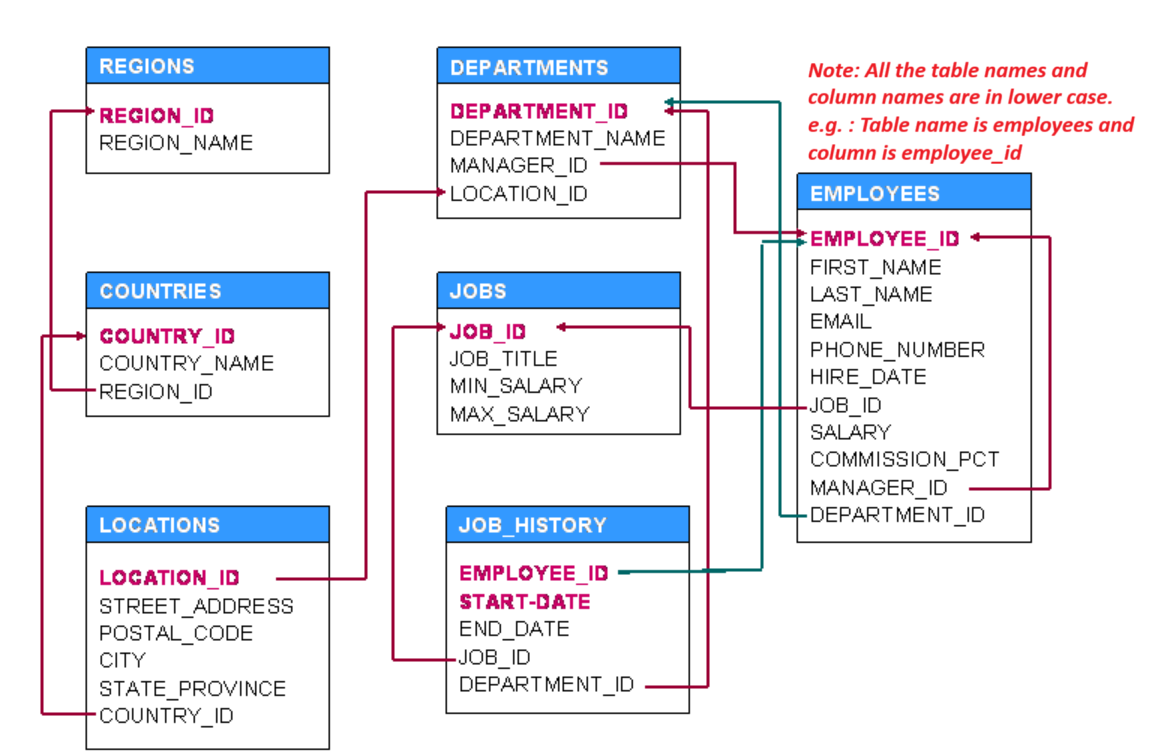 REGIONS
REGION_ID
REGION_NAME
DEPARTMENTS
DEPARTMENT_ID
DEPARTMENT_NAME
MANAGER_ID
LOCATION_ID
Note: All the table names and
column names are in lower case.
e.g. : Table name is employees and
column is employee_id
EMPLOYEES
EMPLOYEE_ID
FIRST_NAME
LAST_NAME
EMAIL
PHONE_NUMBER
HIRE_DATE
JOB_ID
SALARY
COMMISSION_PCT
MANAGER_ID
DEPARTMENT_ID
COUNTRIES
COUNTRY_ID
COUNTRY_NAME
REGION_ID
JOBS
JOB_ID
JOB_TITLE
MIN_SALARY
MAX_SALARY
LOCATIONS
LOCATION_ID
STREET_ADDRESS
POSTAL_CODE
CITY
STATE_PROVINCE
COUNTRY_ID
JOB_HISTORY
EMPLOYEE_ID
START-DATE
END_DATE
JOB_ID
DEPARTMENT_ID